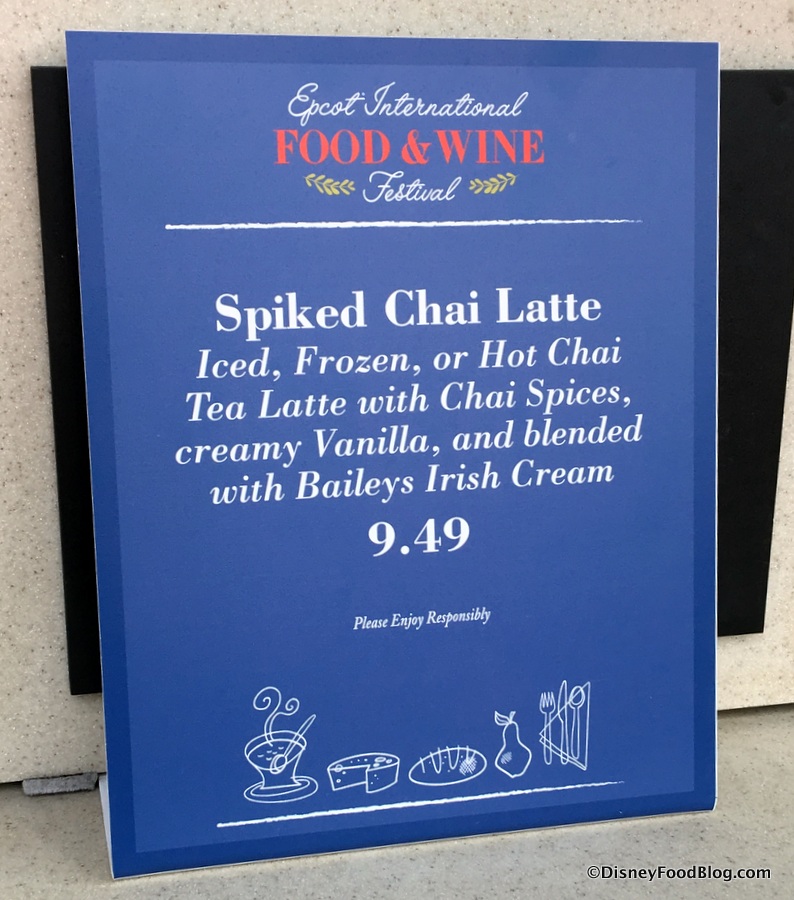 Epcot International
FOOD & WINE
Festival
Spiked Chai Latte
Iced, Frozen, or Hot Chai
Tea Latte with Chai Spices,
creamy Vanilla, and blended
with Baileys Irish Cream
9.49
Please Enjoy Responsibly
©DisneyFoodBlog.com